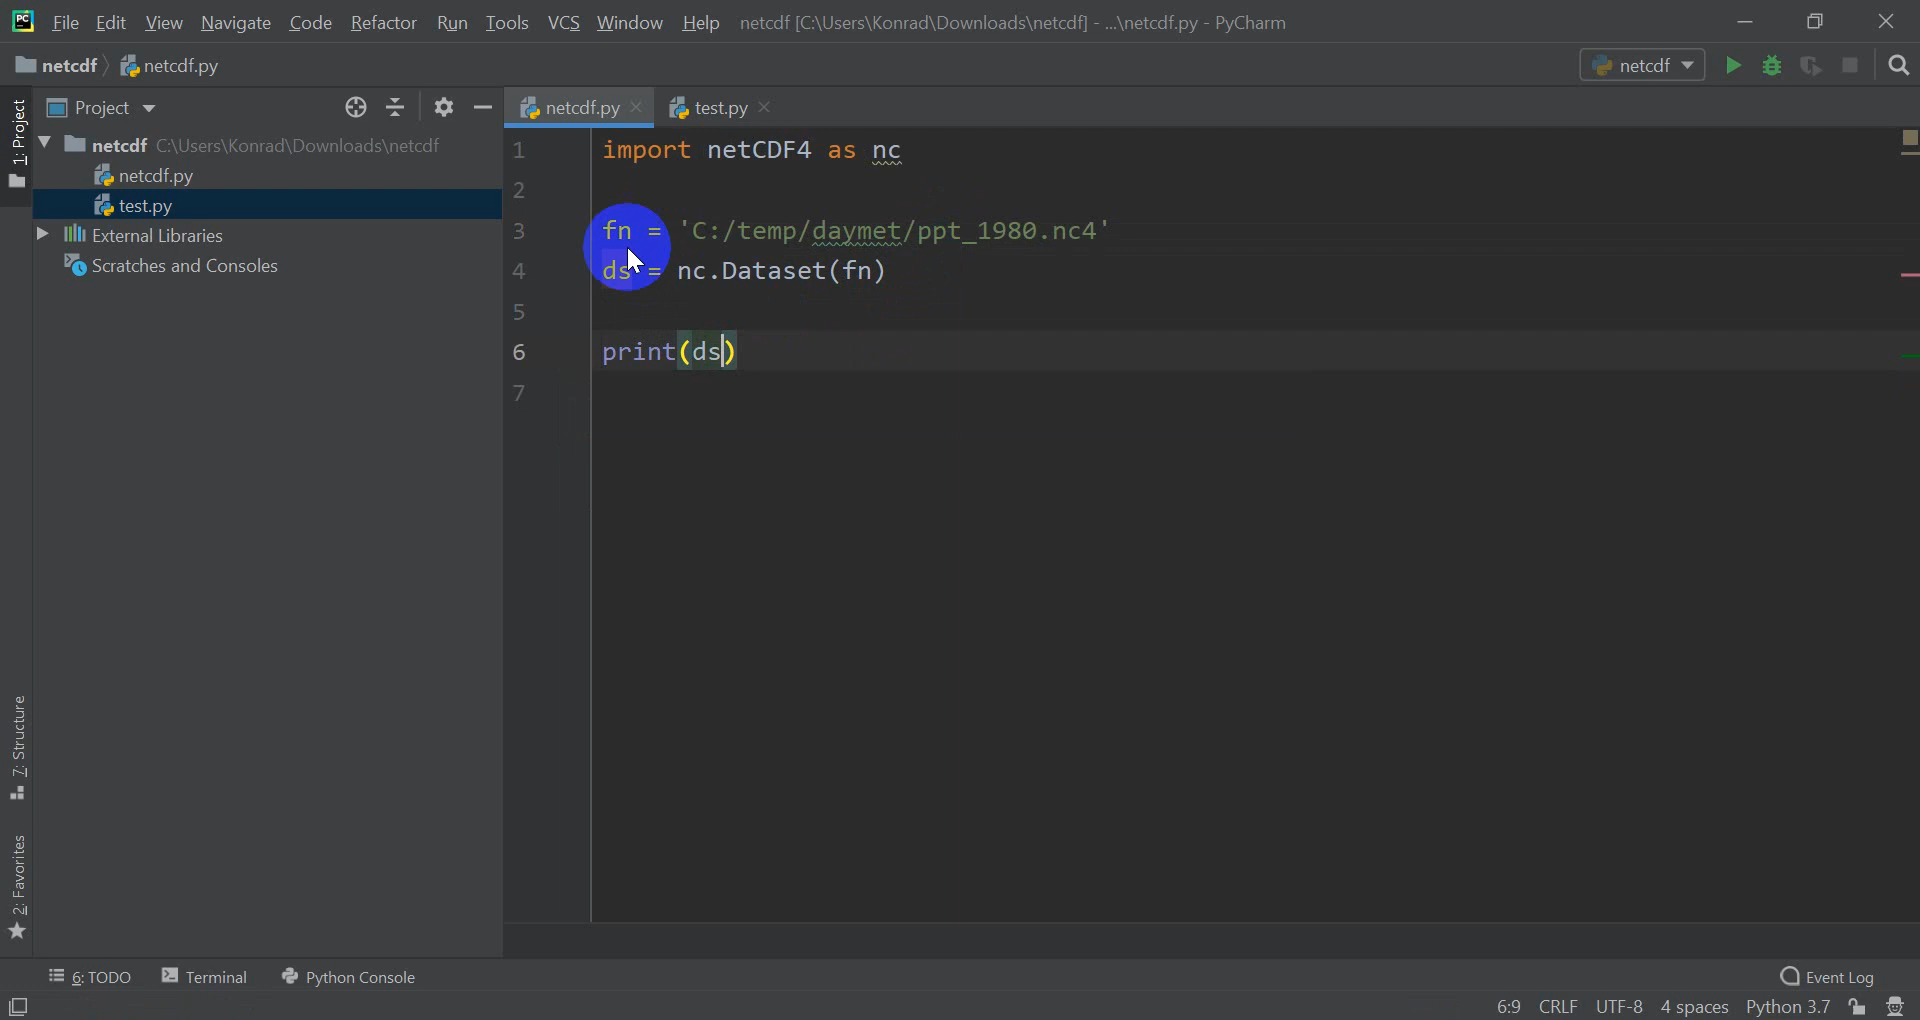 PC File Edit View Navigate Code Refactor Run Tools VCS Window Help netcdf [C:\Users\Konrad\Downloads\netcdf] - ...\netcdf.py - PyCharm
netcdf netcdf.py netcdf
1: Project
Project
netcdf C:\Users\Konrad\Downloads\netcdf
netcdf.py
test.py
External Libraries
Scratches and Consoles
7: Structure
2: Favorites
netcdf.py test.py
1 import netCDF4 as nc
2
3 fn = 'C:/temp/daymet/ppt_1980.nc4'
4 ds = nc.Dataset(fn)
5
6 print(ds)
7
6: TODO Terminal Python Console Event Log
6:9 CRLF UTF-8 4 spaces Python 3.7